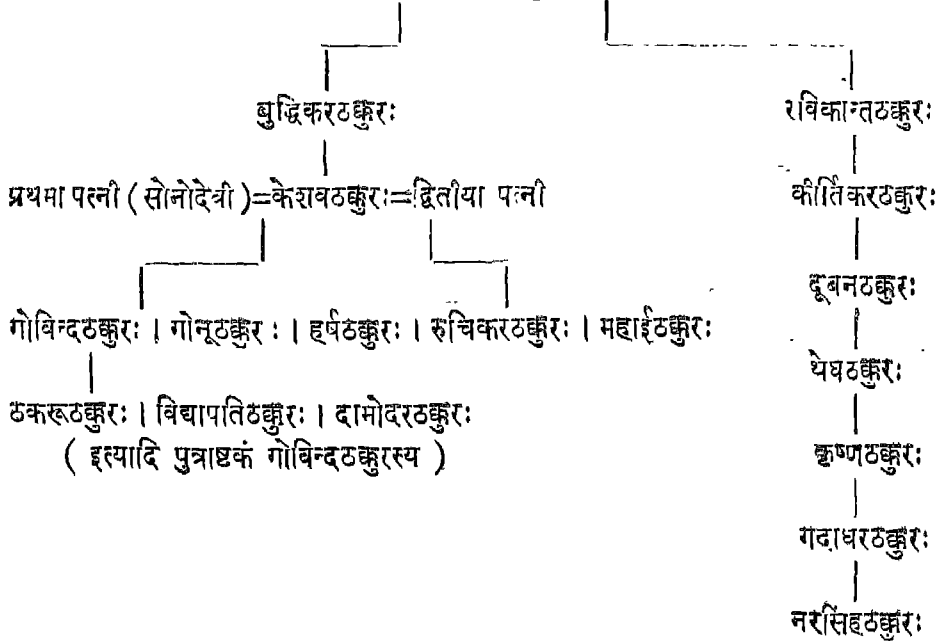 बुद्धिकरठक्कुरः
रविकान्तठक्कुरः
प्रथमा पत्नी ( सोनोदेवी )=केशवठक्कुरः=द्वितीया पत्नी
कीर्तिकरठक्कुरः
दूबनठक्कुरः
गोविन्दठक्कुरः । गोनूठक्कुर : । हर्षठक्कुरः । रुचिकरठक्कुरः । महाईठक्कुरः
थेघठक्कुरः
ठकरूठक्कुरः । विद्यापतिठक्कुरः । दामोदरठक्कुरः
( इत्यादि पुत्राष्टकं गोविन्दठक्कुरस्य )
कृष्णठक्कुरः
गदाधरठक्कुरः
नरसिंहठक्कुरः